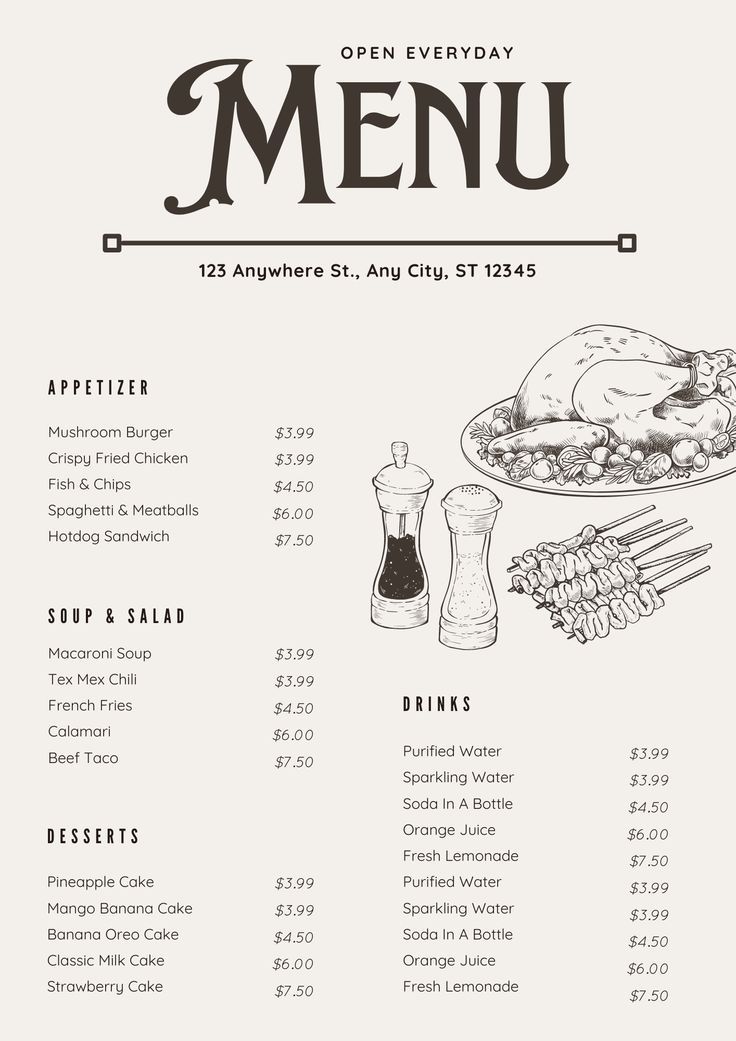 OPEN EVERYDAY
MENU
123 Anywhere St., Any City, ST 12345
APPETIZER
Mushroom Burger $3.99
Crispy Fried Chicken $3.99
Fish & Chips $4.50
Spaghetti & Meatballs $6.00
Hotdog Sandwich $7.50
SOUP & SALAD
Macaroni Soup $3.99
Tex Mex Chili $3.99
French Fries $4.50
Calamari $6.00
Beef Taco $7.50
DESSERTS
Pineapple Cake $3.99
Mango Banana Cake $3.99
Banana Oreo Cake $4.50
Classic Milk Cake $6.00
Strawberry Cake $7.50
DRINKS
Purified Water $3.99
Sparkling Water $3.99
Soda In A Bottle $4.50
Orange Juice $6.00
Fresh Lemonade $7.50
Purified Water $3.99
Sparkling Water $3.99
Soda In A Bottle $4.50
Orange Juice $6.00
Fresh Lemonade $7.50